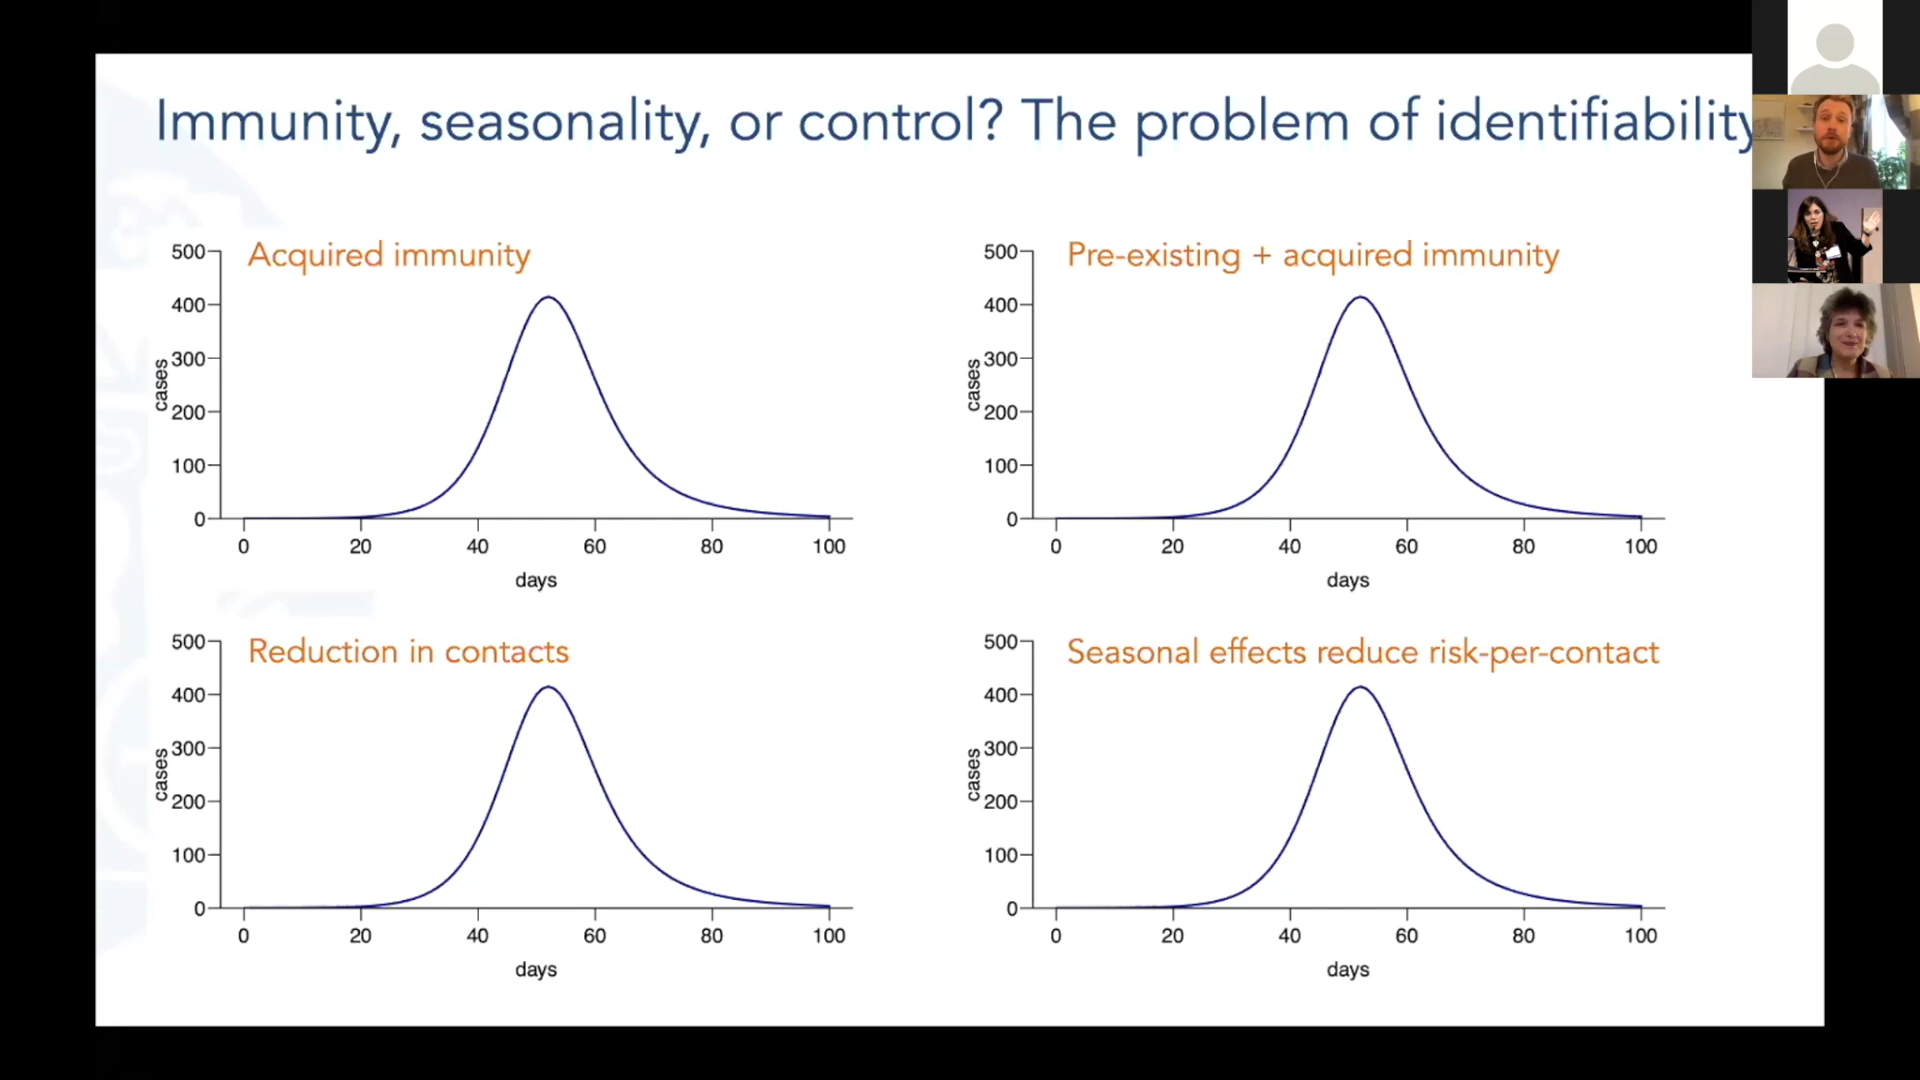 Immunity, seasonality, or control? The problem of identifiability
Acquired immunity
500
400
300
200
100
0
cases
0 20 40 60 80 100
days
Pre-existing + acquired immunity
500
400
300
200
100
0
cases
0 20 40 60 80 100
days
Reduction in contacts
500
400
300
200
100
0
cases
0 20 40 60 80 100
days
Seasonal effects reduce risk-per-contact
500
400
300
200
100
0
cases
0 20 40 60 80 100
days